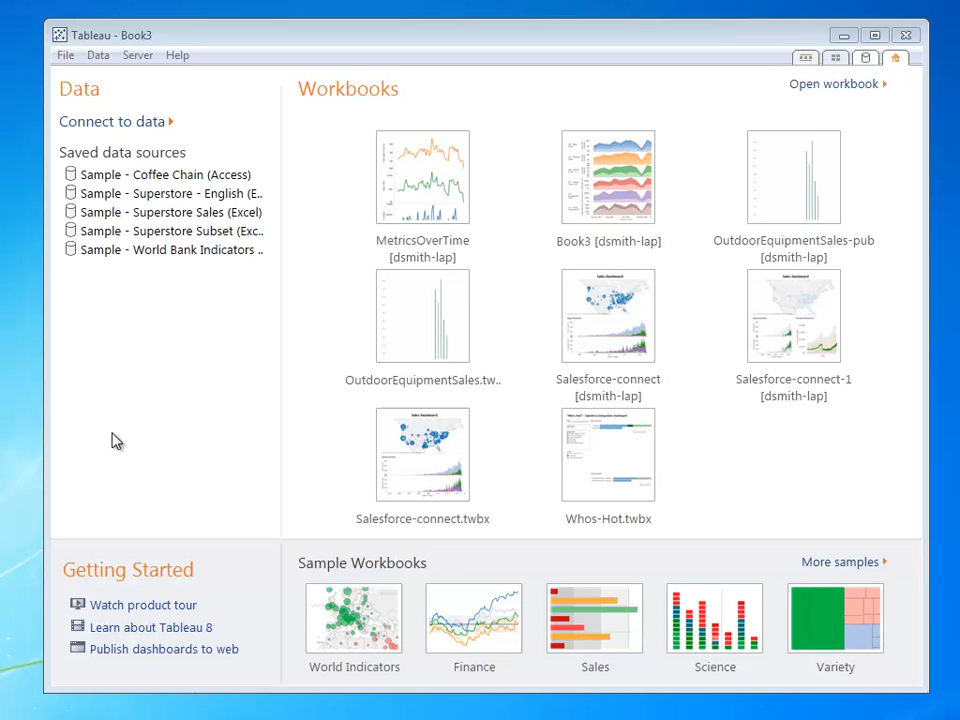 Tableau - Book3
File Data Server Help
Data
Connect to data
Saved data sources
Sample - Coffee Chain (Access)
Sample - Superstore - English (E..
Sample - Superstore Sales (Excel)
Sample - Superstore Subset (Exc..
Sample - World Bank Indicators ..
Workbooks
Open workbook
MetricsOverTime
[dsmith-lap]
Book3 [dsmith-lap]
OutdoorEquipmentSales-pub
[dsmith-lap]
OutdoorEquipmentSales.tw..
Salesforce-connect
[dsmith-lap]
Salesforce-connect-1
[dsmith-lap]
Salesforce-connect.twbx
Whos-Hot.twbx
Getting Started
Watch product tour
Learn about Tableau 8
Publish dashboards to web
Sample Workbooks
More samples
World Indicators
Finance
Sales
Science
Variety